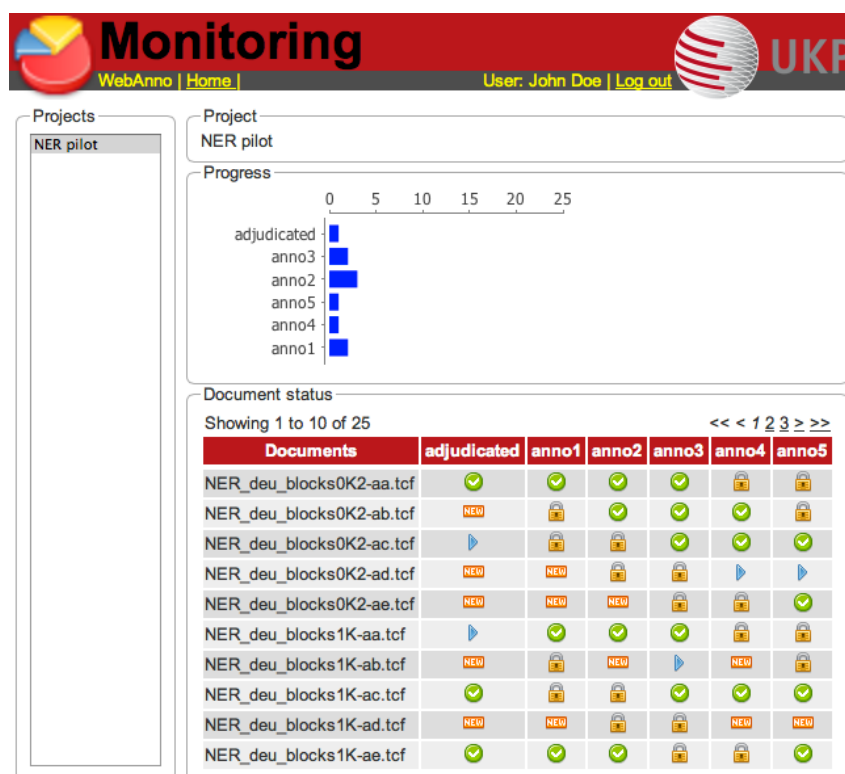 Monitoring
UKP
WebAnno | Home |
User: John Doe | Log out
Projects
NER pilot
Project
NER pilot
Progress
0 5 10 15 20 25
adjudicated
anno3
anno2
anno5
anno4
anno1
Document status
Showing 1 to 10 of 25 << < 1 2 3 > >>
Documents adjudicated anno1 anno2 anno3 anno4 anno5
NER_deu_blocks0K2-aa.tcf
NER_deu_blocks0K2-ab.tcf NEW
NER_deu_blocks0K2-ac.tcf
NER_deu_blocks0K2-ad.tcf NEW NEW
NER_deu_blocks0K2-ae.tcf NEW NEW NEW
NER_deu_blocks1K-aa.tcf
NER_deu_blocks1K-ab.tcf NEW NEW NEW
NER_deu_blocks1K-ac.tcf
NER_deu_blocks1K-ad.tcf NEW NEW NEW NEW
NER_deu_blocks1K-ae.tcf